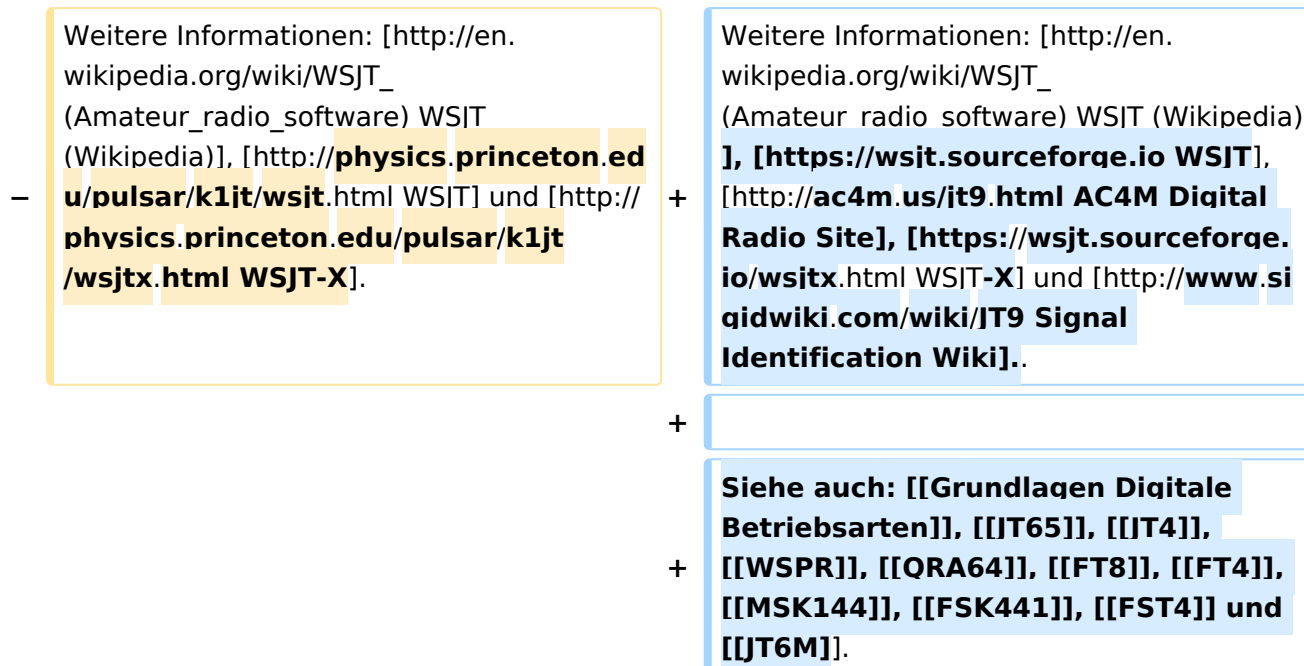 Weitere Informationen: [http://en.
wikipedia.org/wiki/WSJT_
(Amateur_radio_software) WSJT
(Wikipedia)], [http://physics.princeton.ed
u/pulsar/k1jt/wsjt.html WSJT] und [http://
physics.princeton.edu/pulsar/k1jt
/wsjtx.html WSJT-X].
−
Weitere Informationen: [http://en.
wikipedia.org/wiki/WSJT_
(Amateur_radio_software) WSJT (Wikipedia)
], [https://wsjt.sourceforge.io WSJT],
[http://ac4m.us/jt9.html AC4M Digital
Radio Site], [https://wsjt.sourceforge.
io/wsjtx.html WSJT-X] und [http://www.si
gidwiki.com/wiki/JT9 Signal
Identification Wiki]..
+
+
Siehe auch: [[Grundlagen Digitale
Betriebsarten]], [[JT65]], [[JT4]],
[[WSPR]], [[QRA64]], [[FT8]], [[FT4]],
[[MSK144]], [[FSK441]], [[FST4]] und
[[JT6M]].
+